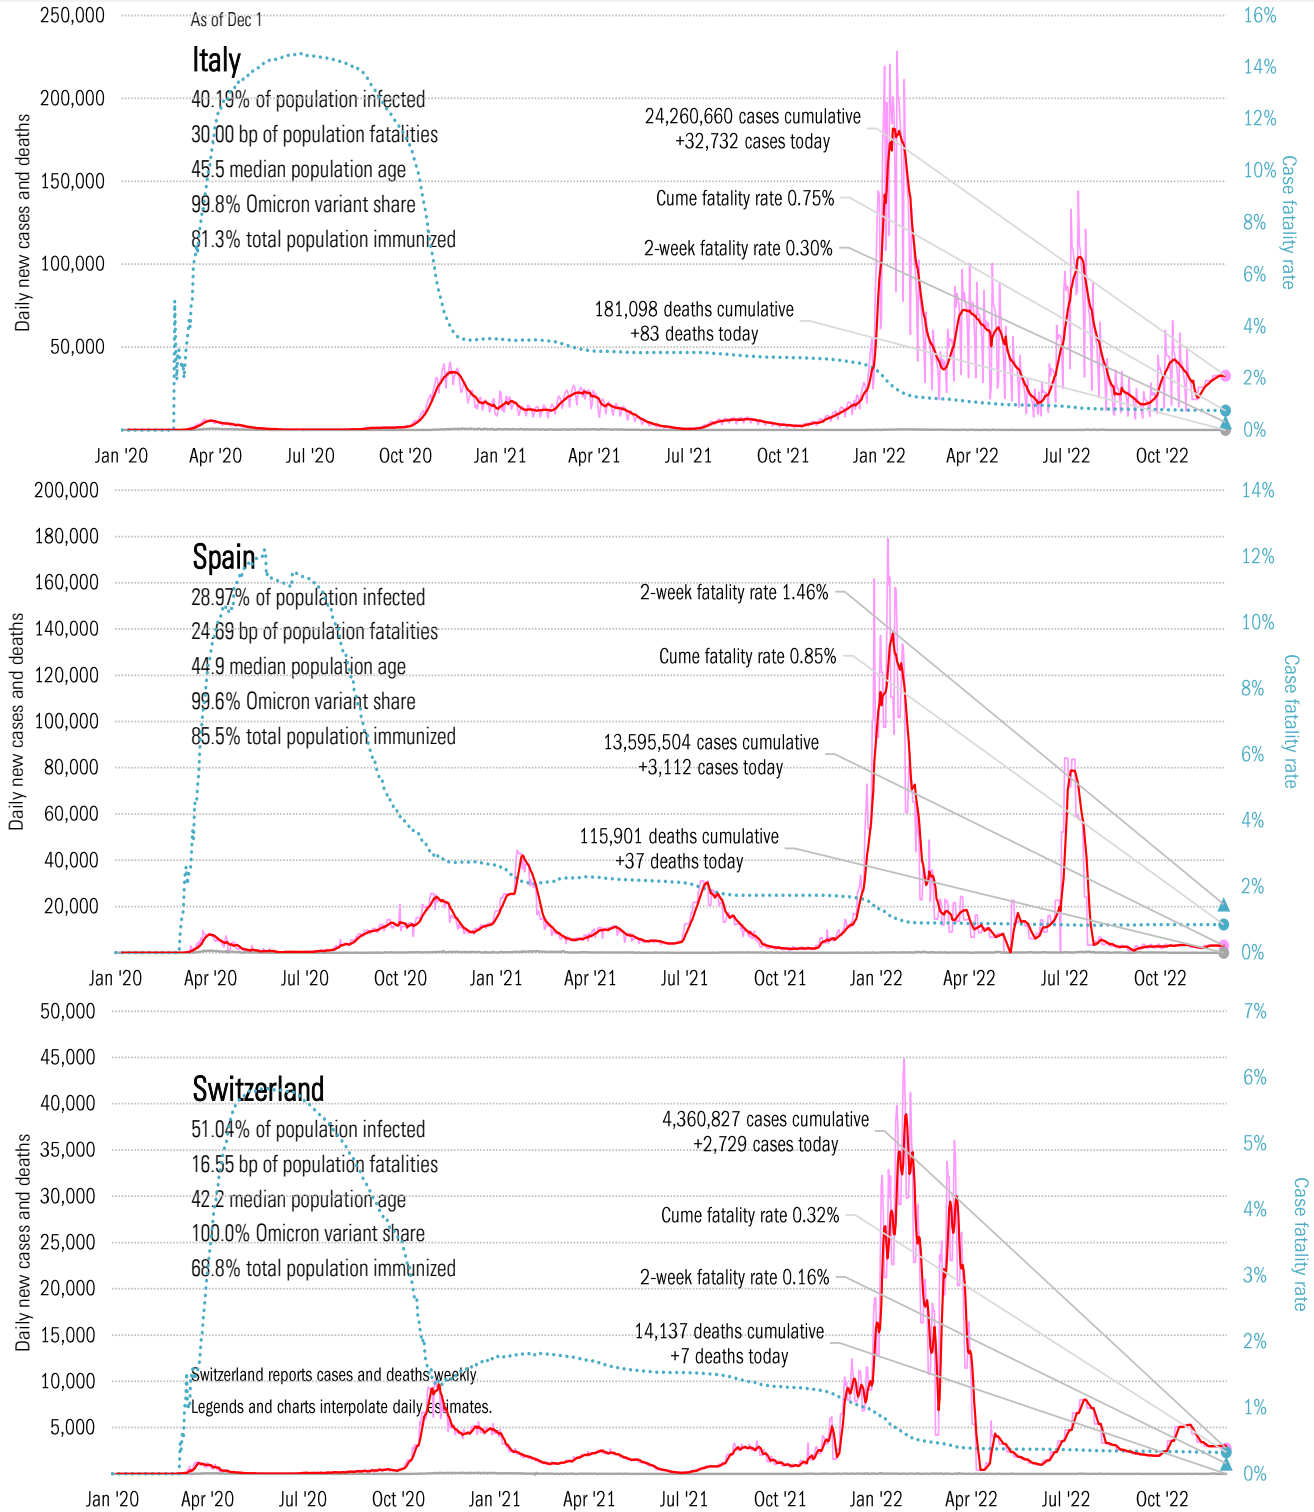 As of Dec 1
Italy
40.19% of population infected
30.00 bp of population fatalities
45.5 median population age
99.8% Omicron variant share
81.3% total population immunized
24,260,660 cases cumulative
+32,732 cases today
Cume fatality rate 0.75%
2-week fatality rate 0.30%
181,098 deaths cumulative
+83 deaths today
Daily new cases and deaths
250,000
200,000
150,000
100,000
50,000
Case fatality rate
16%
14%
12%
10%
8%
6%
4%
2%
0%
Jan '20 Apr '20 Jul '20 Oct '20 Jan '21 Apr '21 Jul '21 Oct '21 Jan '22 Apr '22 Jul '22 Oct '22
Spain
28.97% of population infected
24.69 bp of population fatalities
44.9 median population age
99.6% Omicron variant share
85.5% total population immunized
2-week fatality rate 1.46%
Cume fatality rate 0.85%
13,595,504 cases cumulative
+3,112 cases today
115,901 deaths cumulative
+37 deaths today
Daily new cases and deaths
200,000
180,000
160,000
140,000
120,000
100,000
80,000
60,000
40,000
20,000
Case fatality rate
14%
12%
10%
8%
6%
4%
2%
0%
Jan '20 Apr '20 Jul '20 Oct '20 Jan '21 Apr '21 Jul '21 Oct '21 Jan '22 Apr '22 Jul '22 Oct '22
Switzerland
51.04% of population infected
16.55 bp of population fatalities
42.2 median population age
100.0% Omicron variant share
68.8% total population immunized
Switzerland reports cases and deaths weekly
Legends and charts interpolate daily estimates.
4,360,827 cases cumulative
+2,729 cases today
Cume fatality rate 0.32%
2-week fatality rate 0.16%
14,137 deaths cumulative
+7 deaths today
Daily new cases and deaths
50,000
45,000
40,000
35,000
30,000
25,000
20,000
15,000
10,000
5,000
Case fatality rate
7%
6%
5%
4%
3%
2%
1%
0%
Jan '20 Apr '20 Jul '20 Oct '20 Jan '21 Apr '21 Jul '21 Oct '21 Jan '22 Apr '22 Jul '22 Oct '22